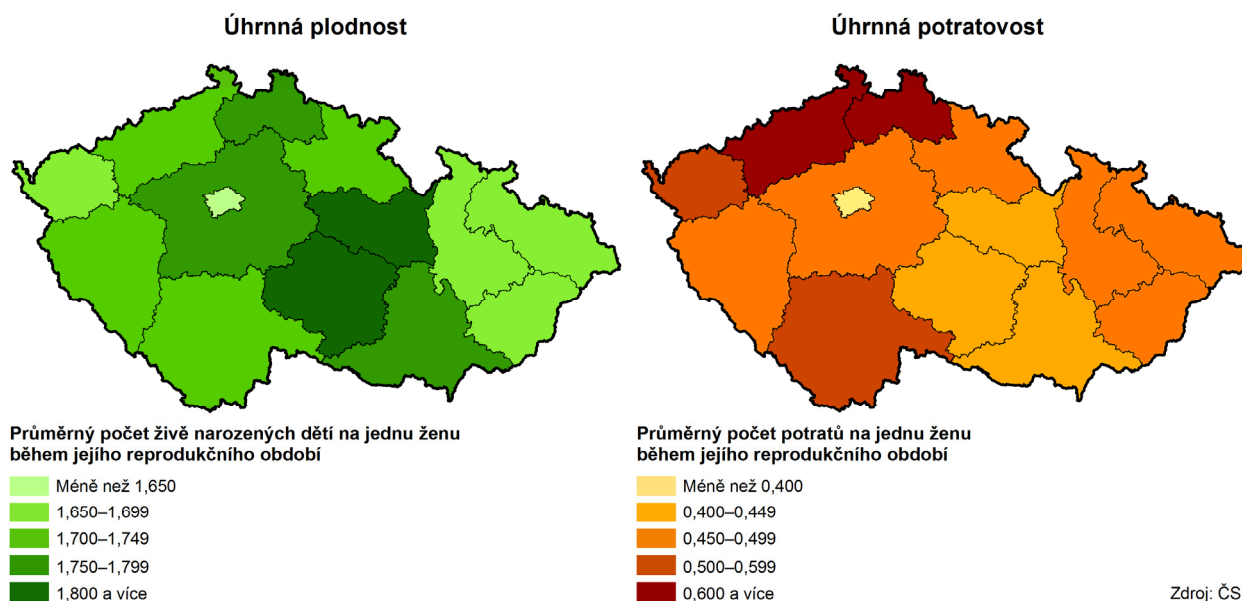 Úhrnná plodnost
Průměrný počet živě narozených dětí na jednu ženu
během jejího reprodukčního období
Méně než 1,650
1,650–1,699
1,700–1,749
1,750–1,799
1,800 a více
Úhrnná potratovost
Průměrný počet potratů na jednu ženu
během jejího reprodukčního období
Méně než 0,400
0,400–0,449
0,450–0,499
0,500–0,599
0,600 a více
Zdroj: ČS